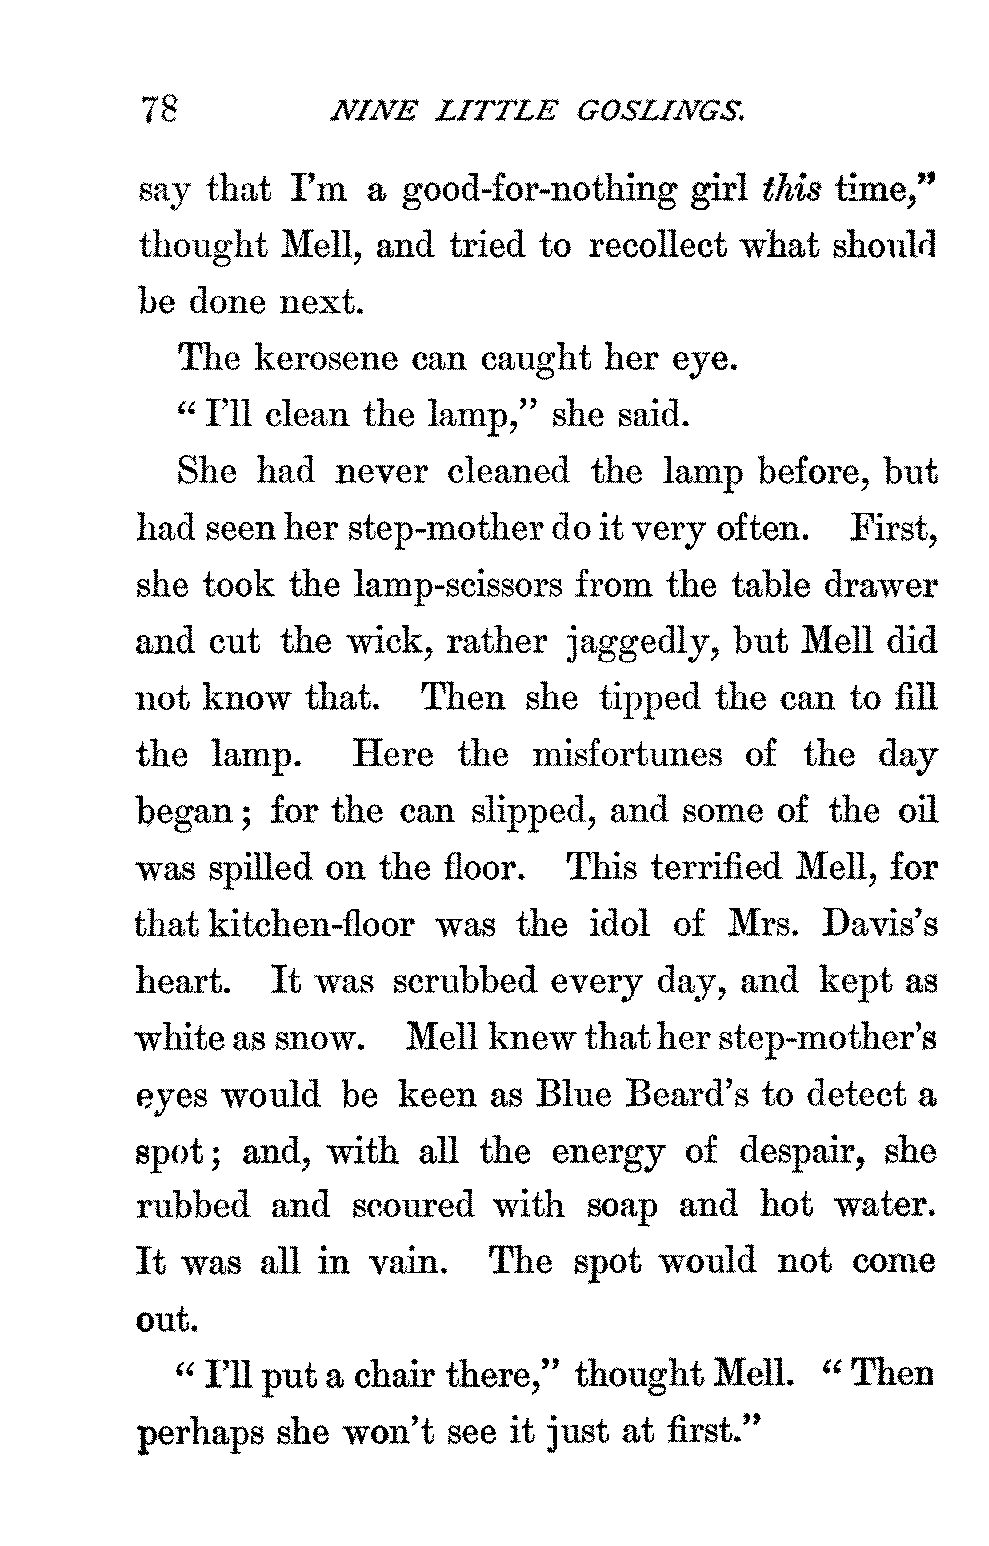 78 NINE LITTLE GOSLINGS.
say that I'm a good-for-nothing girl this time,"
thought Mell, and tried to recollect what should
be done next.
The kerosene can caught her eye.
"I'll clean the lamp," she said.
She had never cleaned the lamp before, but
had seen her step-mother do it very often. First,
she took the lamp-scissors from the table drawer
and cut the wick, rather jaggedly, but Mell did
not know that. Then she tipped the can to fill
the lamp. Here the misfortunes of the day
began; for the can slipped, and some of the oil
was spilled on the floor. This terrified Mell, for
that kitchen-floor was the idol of Mrs. Davis's
heart. It was scrubbed every day, and kept as
white as snow. Mell knew that her step-mother's
eyes would be keen as Blue Beard's to detect a
spot; and, with all the energy of despair, she
rubbed and scoured with soap and hot water.
It was all in vain. The spot would not come
out.
"I'll put a chair there," thought Mell. "Then
perhaps she won't see it just at first."